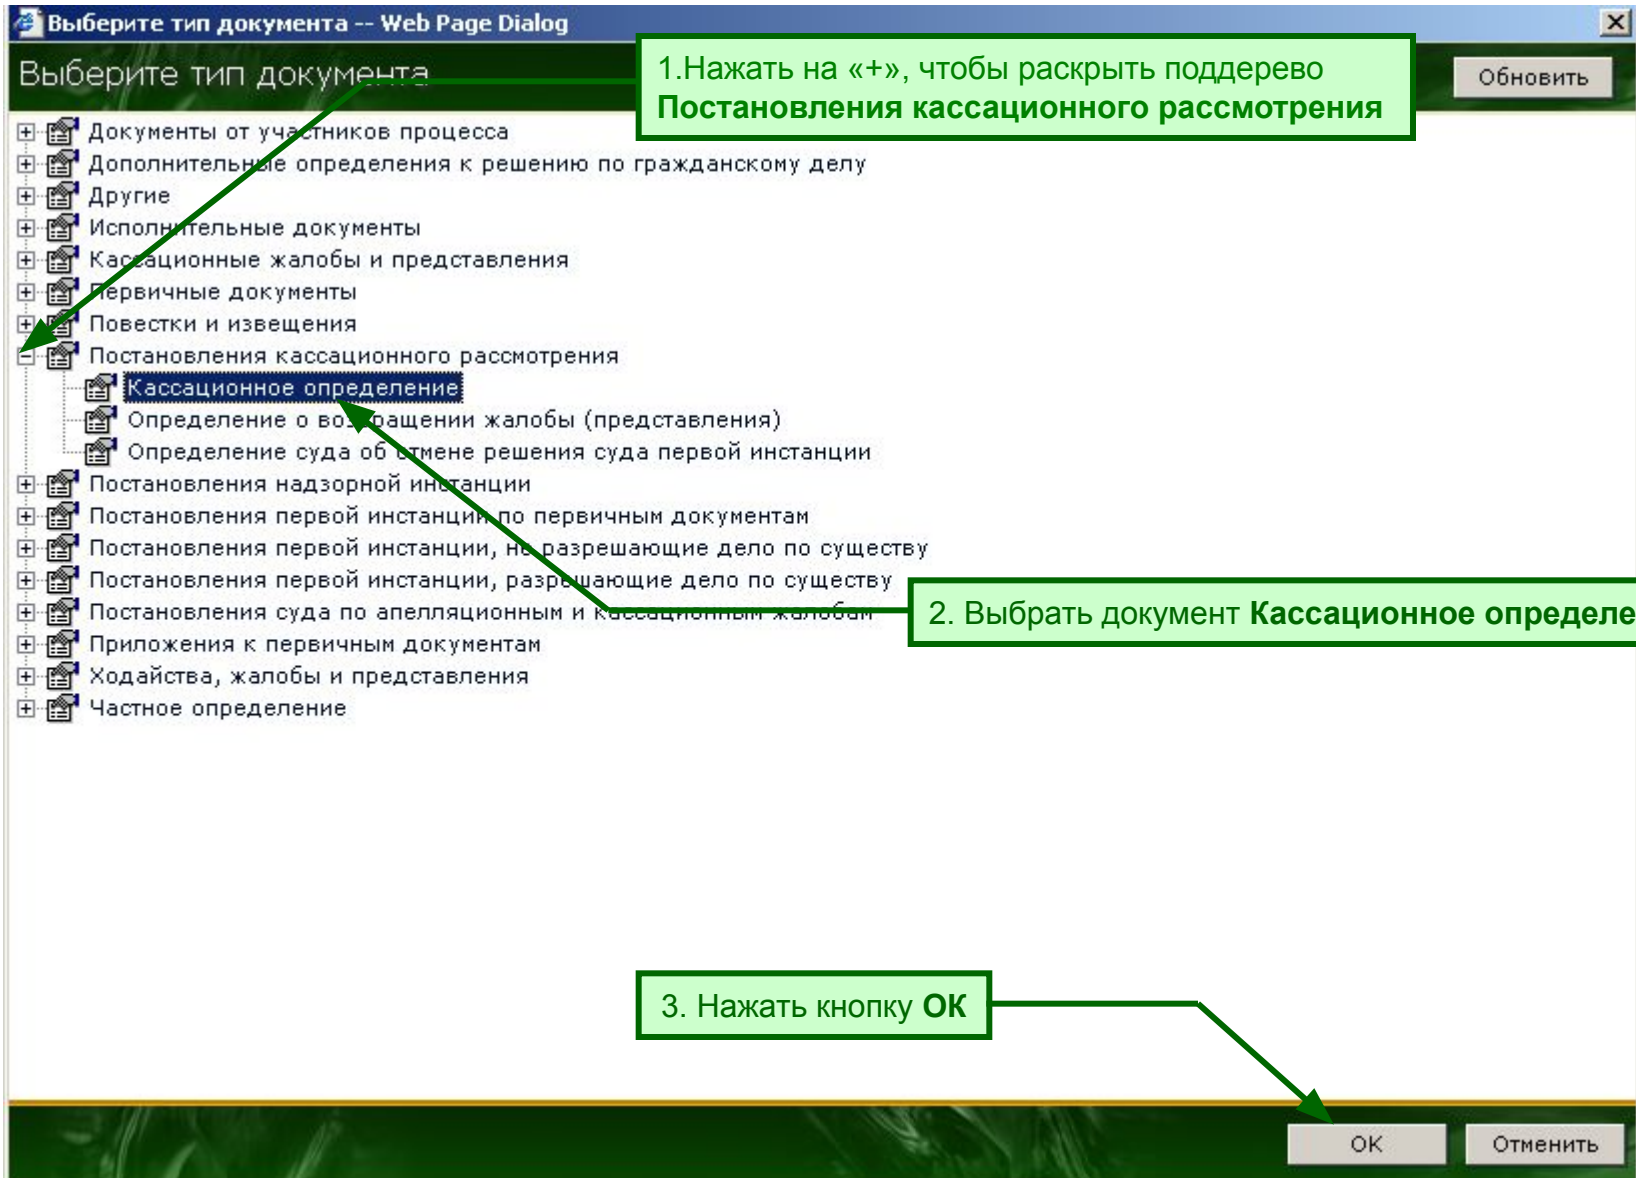 Выберите тип документа -- Web Page Dialog
Выберите тип документа
Обновить
1.Нажать на «+», чтобы раскрыть поддерево
Постановления кассационного рассмотрения
Документы от участников процесса
Дополнительные определения к решению по гражданскому делу
Другие
Исполнительные документы
Кассационные жалобы и представления
Первичные документы
Повестки и извещения
Постановления кассационного рассмотрения
Кассационное определение
Определение о возвращении жалобы (представления)
Определение суда об отмене решения суда первой инстанции
Постановления надзорной инстанции
Постановления первой инстанции по первичным документам
Постановления первой инстанции, не разрешающие дело по существу
Постановления первой инстанции, разрешающие дело по существу
Постановления суда по апелляционным и кассационным жалобам
2. Выбрать документ Кассационное определе
Приложения к первичным документам
Ходайства, жалобы и представления
Частное определение
3. Нажать кнопку ОК
OK
Отменить